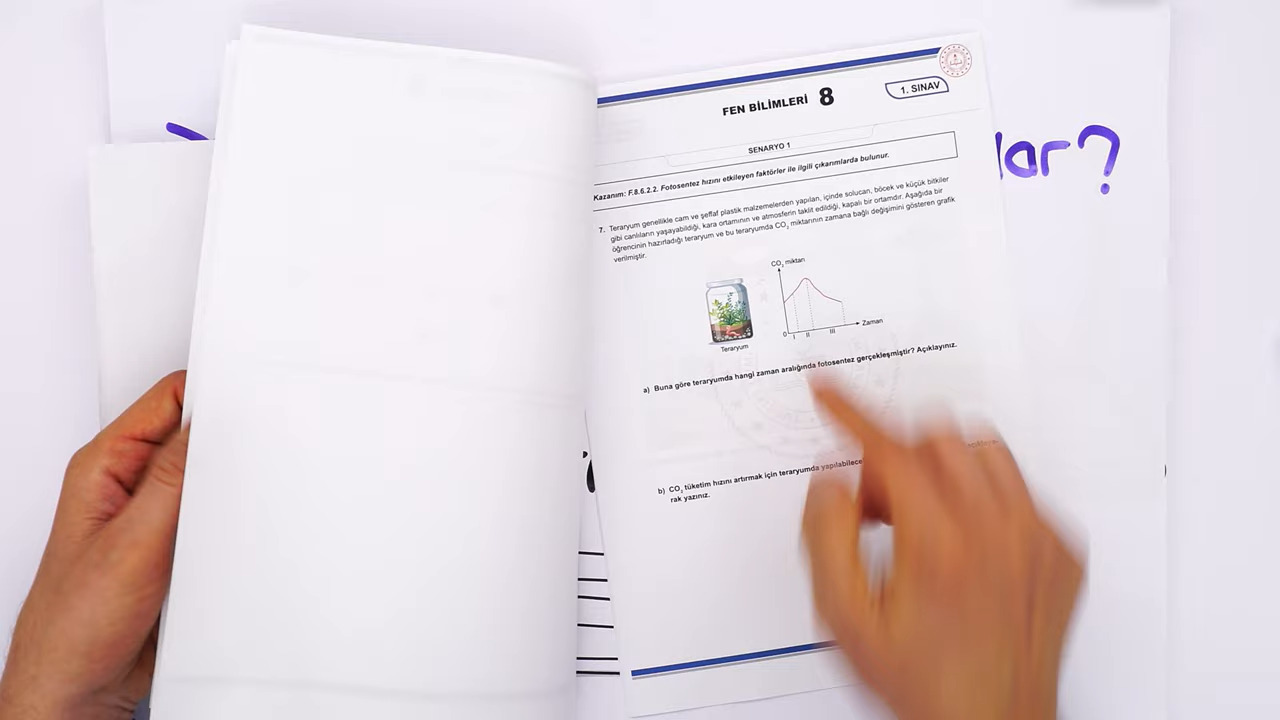 lar?
FEN BİLİMLERİ 8
1. SINAV
SENARYO 1
Kazanım: F.8.6.2.2. Fotosentez hızını etkileyen faktörler ile ilgili çıkarımlarda bulunur.
7. Teraryum genellikle cam ve şeffaf plastik malzemelerden yapılan, içinde solucan, böcek ve küçük bitkiler
gibi canlıların yaşayabildiği, kara ortamının ve atmosferin taklit edildiği, kapalı bir ortamdır. Aşağıda bir
öğrencinin hazırladığı teraryum ve bu teraryumda CO₂ miktarının zamana bağlı değişimini gösteren grafik
verilmiştir.
CO₂ miktarı
0 I II III Zaman
Teraryum
a) Buna göre teraryumda hangi zaman aralığında fotosentez gerçekleşmiştir? Açıklayınız.
b) CO₂ tüketim hızını artırmak için teraryumda yapılabilece
rak yazınız.